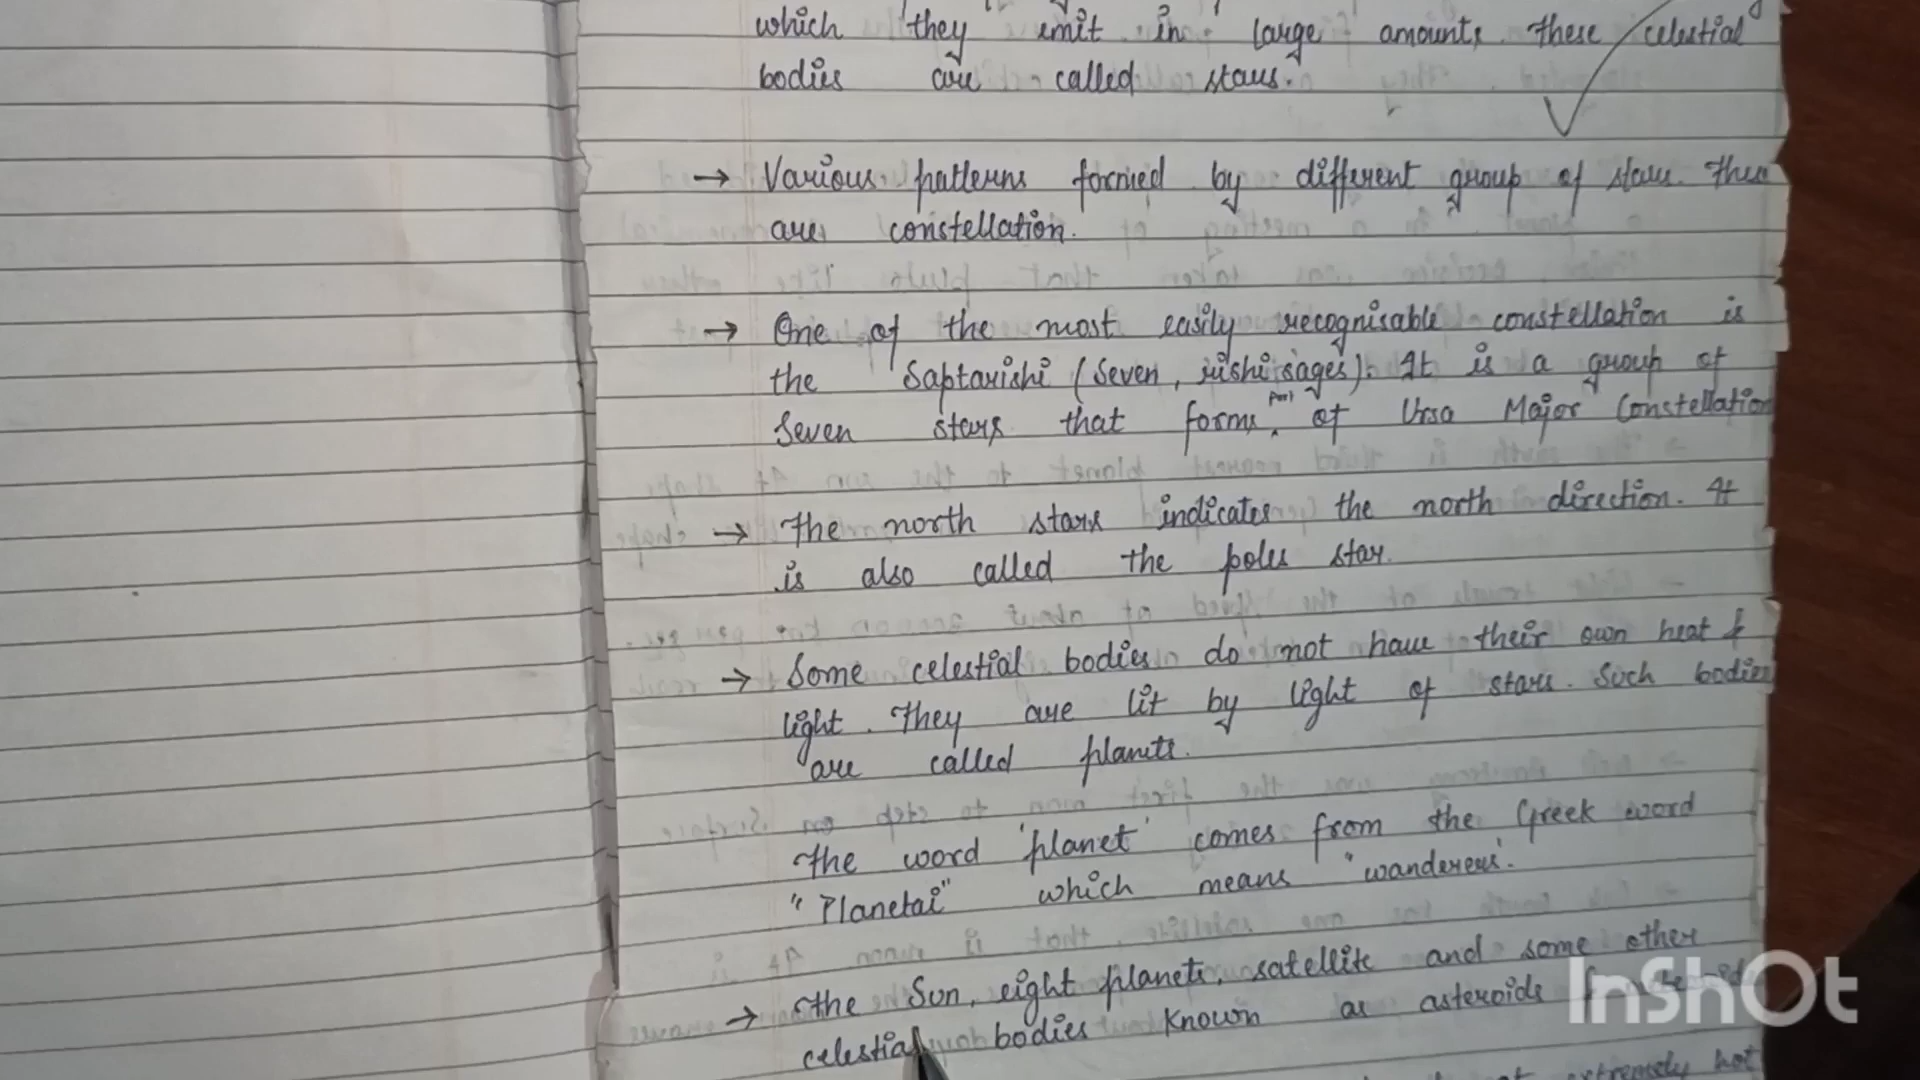 which they emit in large amounts. These celestial
bodies are called stars.
→ Various patterns formed by different group of stars. These
are constellation.
→ One of the most easily recognisable constellation is
the Saptarishi (Seven, rishi sages). It is a group of
Seven stars that forms part of Ursa Major Constellation
→ The north stars indicates the north direction. It
is also called the poles star.
→ Some celestial bodies do not have their own heat &
light. They are lit by light of stars. Such bodies
are called planets.
The word 'planet' comes from the Greek word
"Planetai" which means 'wanderers'.
→ The Sun, eight planets, satellite and some other
celestial bodies known as asteroids &
extremely hot
InShOt